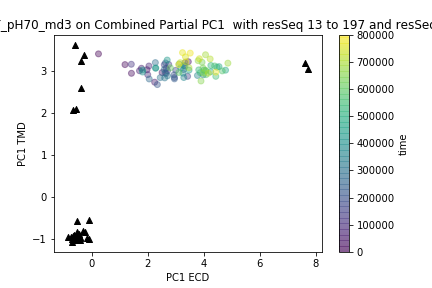 _pH70_md3 on Combined Partial PC1 with resSeq 13 to 197 and resSeq
800000
700000
600000
500000
400000
300000
200000
100000
0
time
3
2
1
0
−1
PC1 TMD
0 2 4 6 8
PC1 ECD